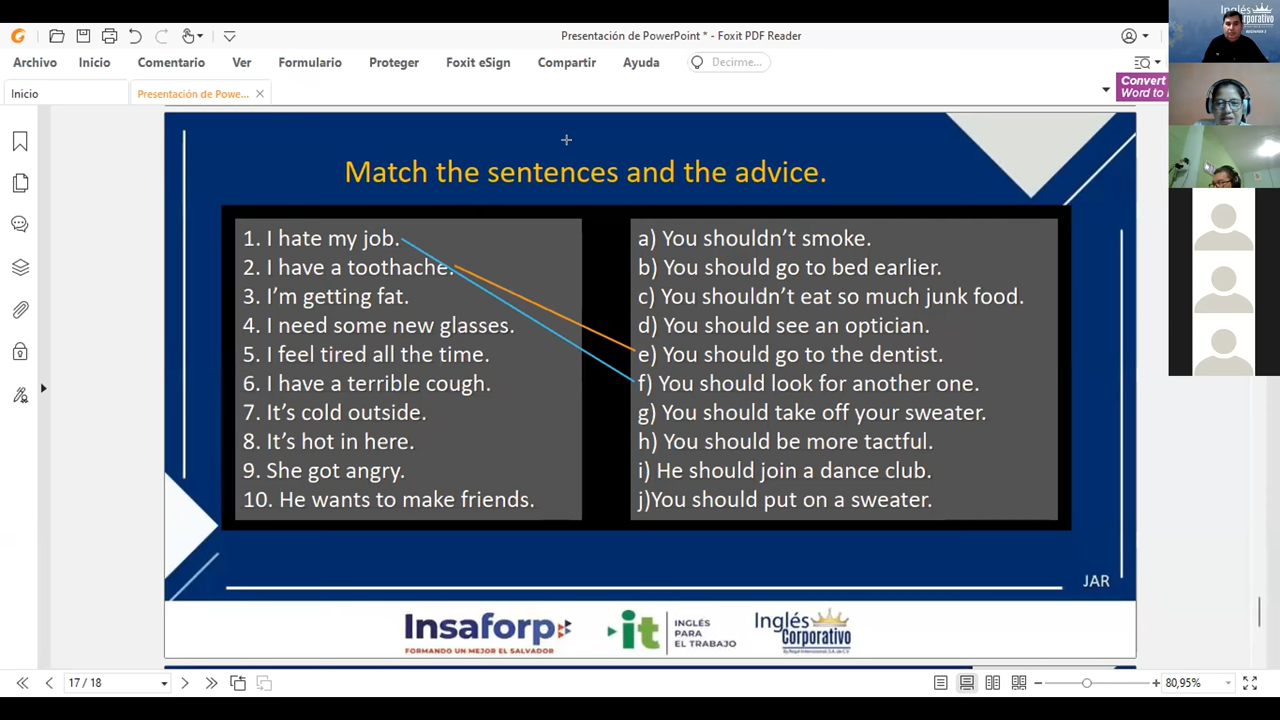 Presentación de PowerPoint * - Foxit PDF Reader
Archivo Inicio Comentario Ver Formulario Proteger Foxit eSign Compartir Ayuda Decirme...
Inicio Presentación de Powe...
Convert
Word to
Match the sentences and the advice.
1. I hate my job.
2. I have a toothache.
3. I'm getting fat.
4. I need some new glasses.
5. I feel tired all the time.
6. I have a terrible cough.
7. It's cold outside.
8. It's hot in here.
9. She got angry.
10. He wants to make friends.
a) You shouldn't smoke.
b) You should go to bed earlier.
c) You shouldn't eat so much junk food.
d) You should see an optician.
e) You should go to the dentist.
f) You should look for another one.
g) You should take off your sweater.
h) You should be more tactful.
i) He should join a dance club.
j)You should put on a sweater.
JAR
Insaforp
FORMANDO UN MEJOR EL SALVADOR
it
INGLÉS
PARA
EL TRABAJO
Inglés
Corporativo
17 / 18
80,95%
Inglés
Corporativo